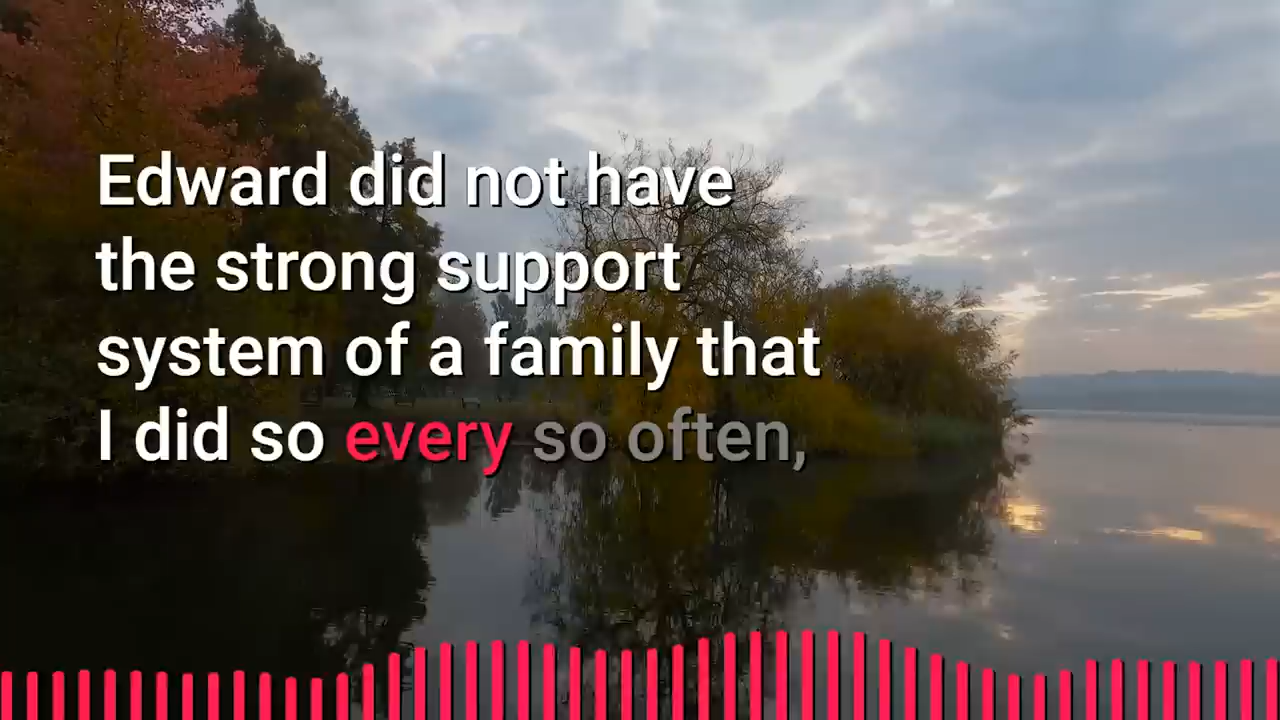 Edward did not have
the strong support
system of a family that
I did so every so often,